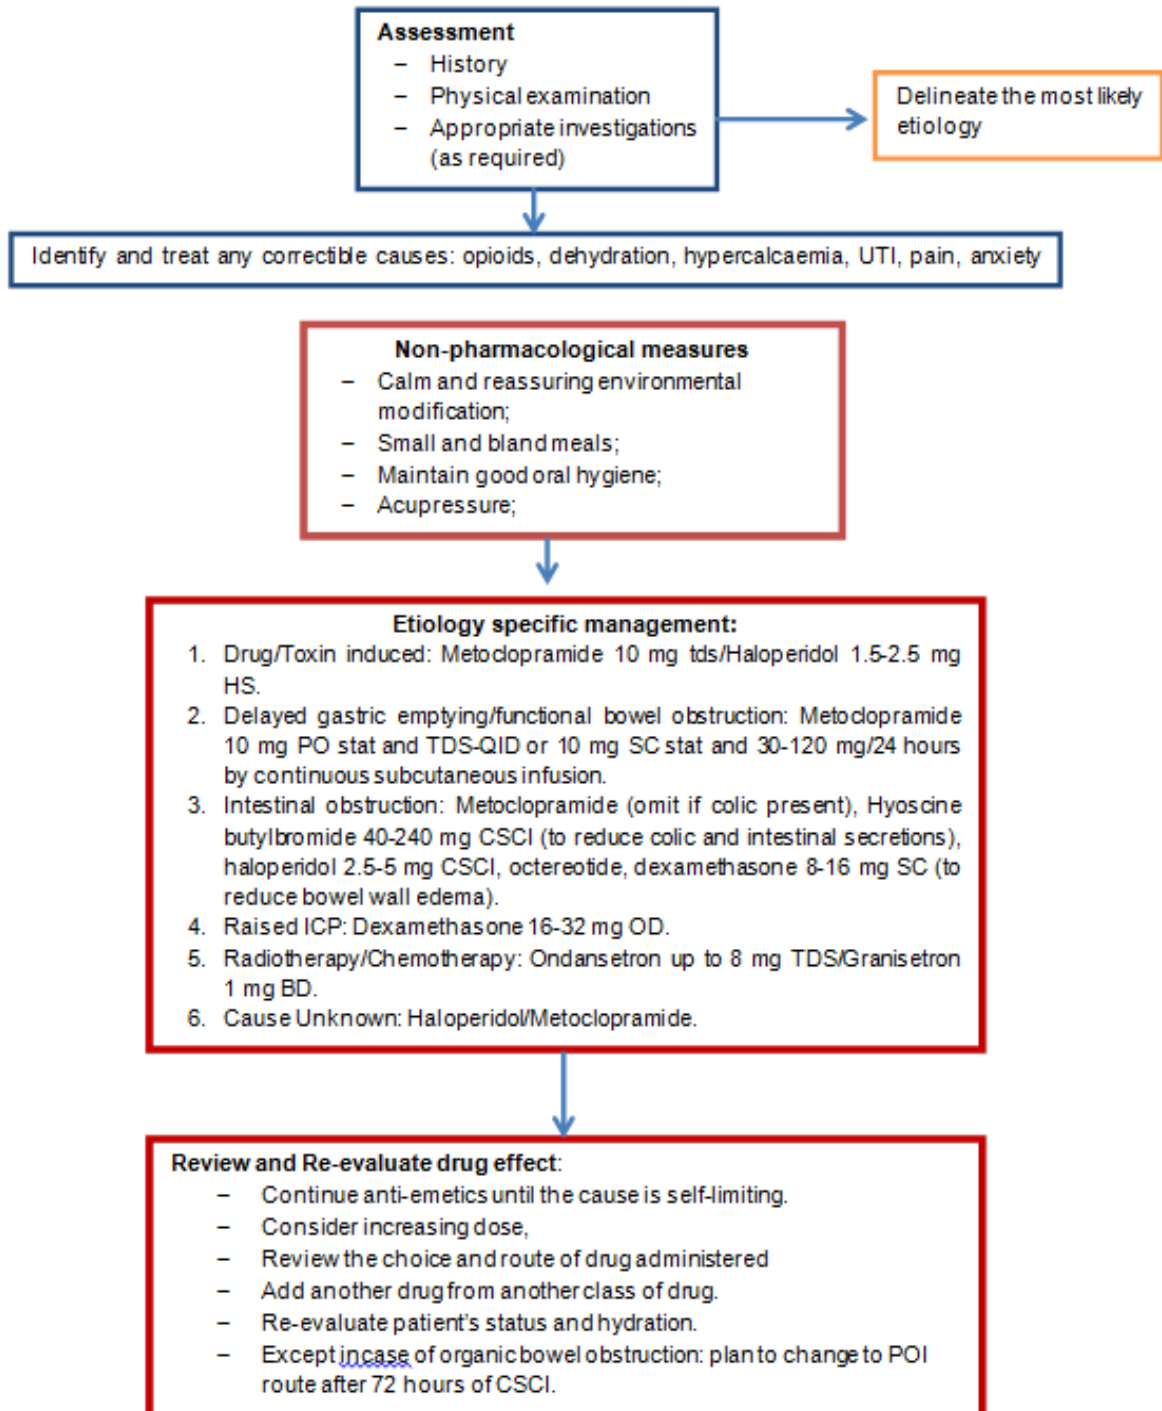 Assessment
– History
– Physical examination
– Appropriate investigations
(as required)
Delineate the most likely
etiology
Identify and treat any correctible causes: opioids, dehydration, hypercalcaemia, UTI, pain, anxiety
Non-pharmacological measures
– Calm and reassuring environmental
modification;
– Small and bland meals;
– Maintain good oral hygiene;
– Acupressure;
Etiology specific management:
1. Drug/Toxin induced: Metoclopramide 10 mg tds/Haloperidol 1.5-2.5 mg
HS.
2. Delayed gastric emptying/functional bowel obstruction: Metoclopramide
10 mg PO stat and TDS-QID or 10 mg SC stat and 30-120 mg/24 hours
by continuous subcutaneous infusion.
3. Intestinal obstruction: Metoclopramide (omit if colic present), Hyoscine
butylbromide 40-240 mg CSCI (to reduce colic and intestinal secretions),
haloperidol 2.5-5 mg CSCI, octereotide, dexamethasone 8-16 mg SC (to
reduce bowel wall edema).
4. Raised ICP: Dexamethasone 16-32 mg OD.
5. Radiotherapy/Chemotherapy: Ondansetron up to 8 mg TDS/Granisetron
1 mg BD.
6. Cause Unknown: Haloperidol/Metoclopramide.
Review and Re-evaluate drug effect:
– Continue anti-emetics until the cause is self-limiting.
– Consider increasing dose,
– Review the choice and route of drug administered
– Add another drug from another class of drug.
– Re-evaluate patient's status and hydration.
– Except incase of organic bowel obstruction: plan to change to POI
route after 72 hours of CSCI.